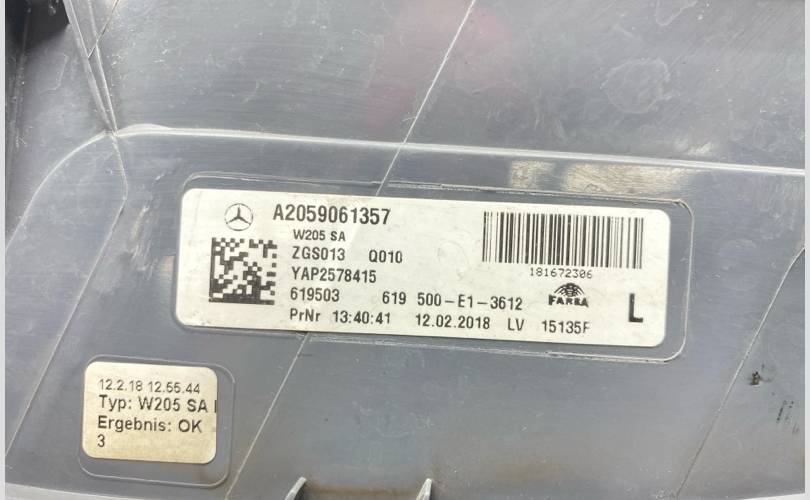 A2059061357
W205 SA
ZGS013 Q010
YAP2578415
619503 619 500-E1-3612
PrNr 13:40:41 12.02.2018 LV 15135F
181672306
FARBA
L
12.2.18 12.55.44
Typ: W205 SA
Ergebnis: OK
3